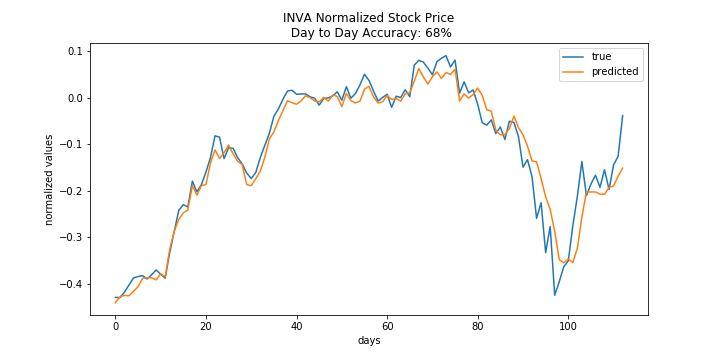 INVA Normalized Stock Price
Day to Day Accuracy: 68%
true
predicted
normalized values
0.1
0.0
−0.1
−0.2
−0.3
−0.4
0 20 40 60 80 100
days